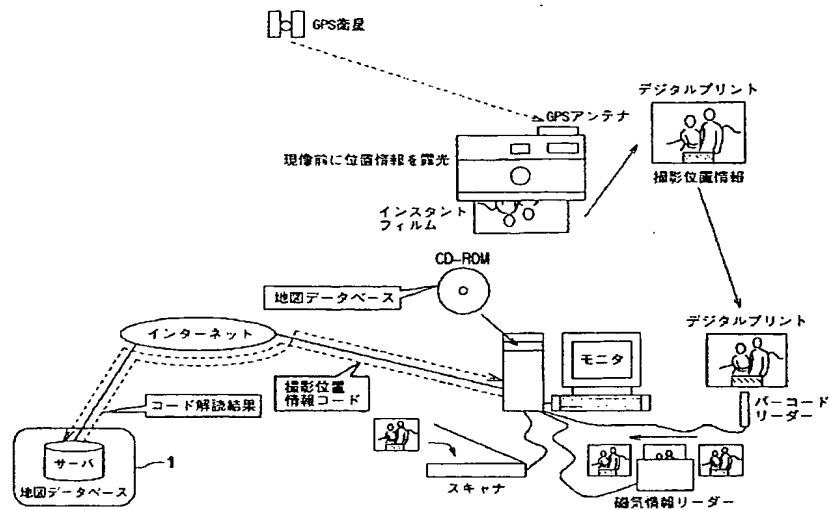 GPS衛星
デジタルプリント
GPSアンテナ
現像前に位置情報を露光
撮影位置情報
インスタント
フィルム
CD-ROM
地図データベース
デジタルプリント
インターネット
モニタ
撮影位置
情報コード
バーコード
リーダー
コード解読結果
サーバ
1
地図データベース
スキャナ
磁気情報リーダー